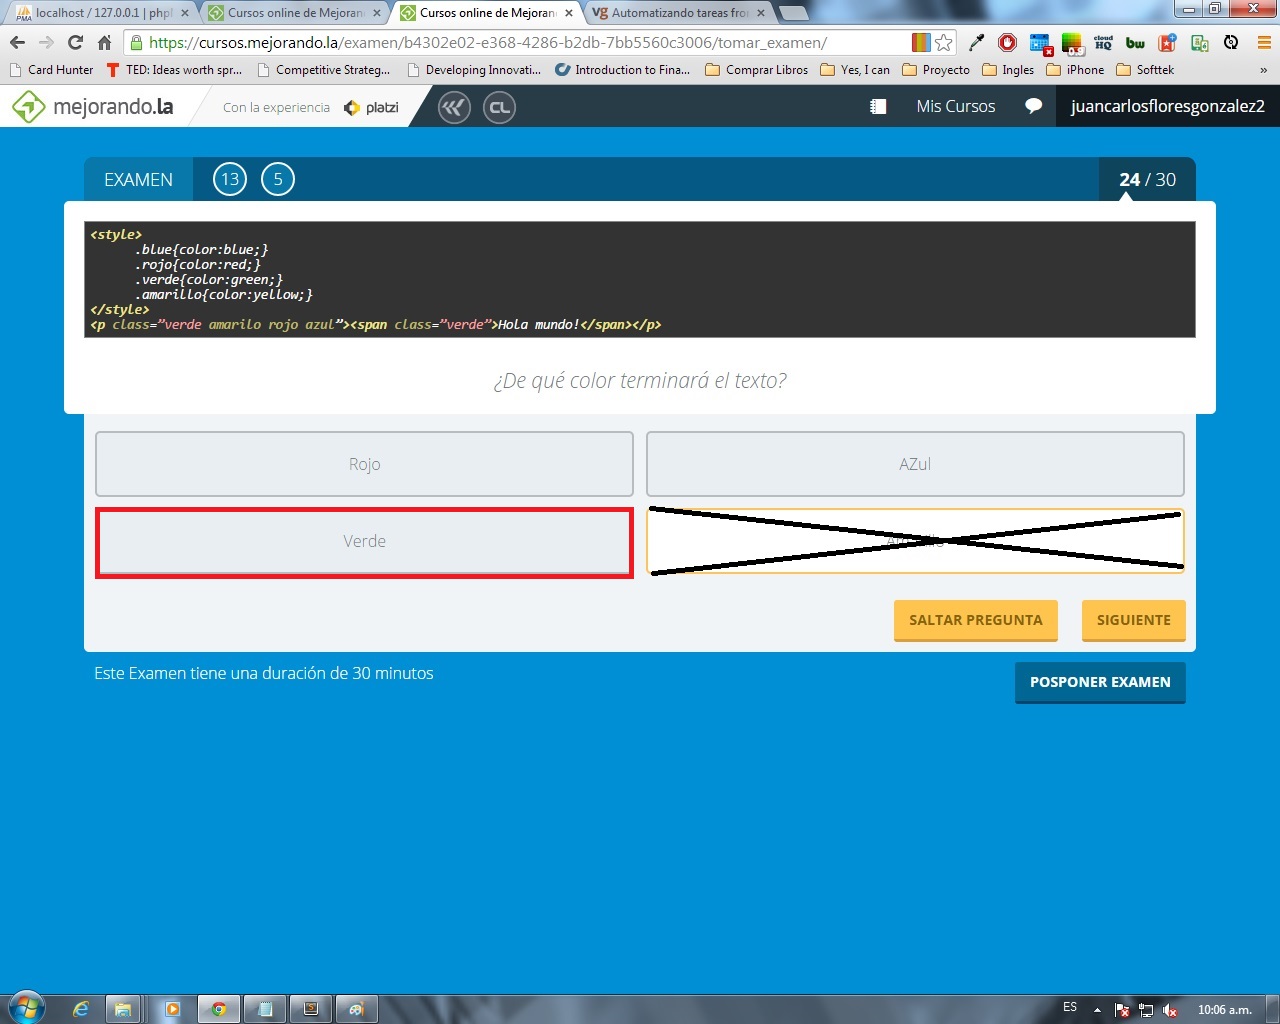 localhost / 127.0.0.1 | php
Cursos online de Mejoran
Cursos online de Mejoran
Automatizando tareas fro
https://cursos.mejorando.la/examen/b4302e02-e368-4286-b2db-7bb5560c3006/tomar_examen/
Card Hunter
TED: Ideas worth spr...
Competitive Strateg...
Developing Innovati...
Introduction to Fina...
Comprar Libros
Yes, I can
Proyecto
Ingles
iPhone
Softtek
»
mejorando.la
Con la experiencia
platzi
CL
Mis Cursos
juancarlosfloresgonzalez2
EXAMEN
13
5
24 / 30
<style>
.blue{color:blue;}
.rojo{color:red;}
.verde{color:green;}
.amarillo{color:yellow;}
</style>
<p class=”verde amarilo rojo azul”><span class=”verde”>Hola mundo!</span></p>
¿De qué color terminará el texto?
Rojo
AZul
Verde
SALTAR PREGUNTA
SIGUIENTE
Este Examen tiene una duración de 30 minutos
POSPONER EXAMEN
ES
10:06 a.m.